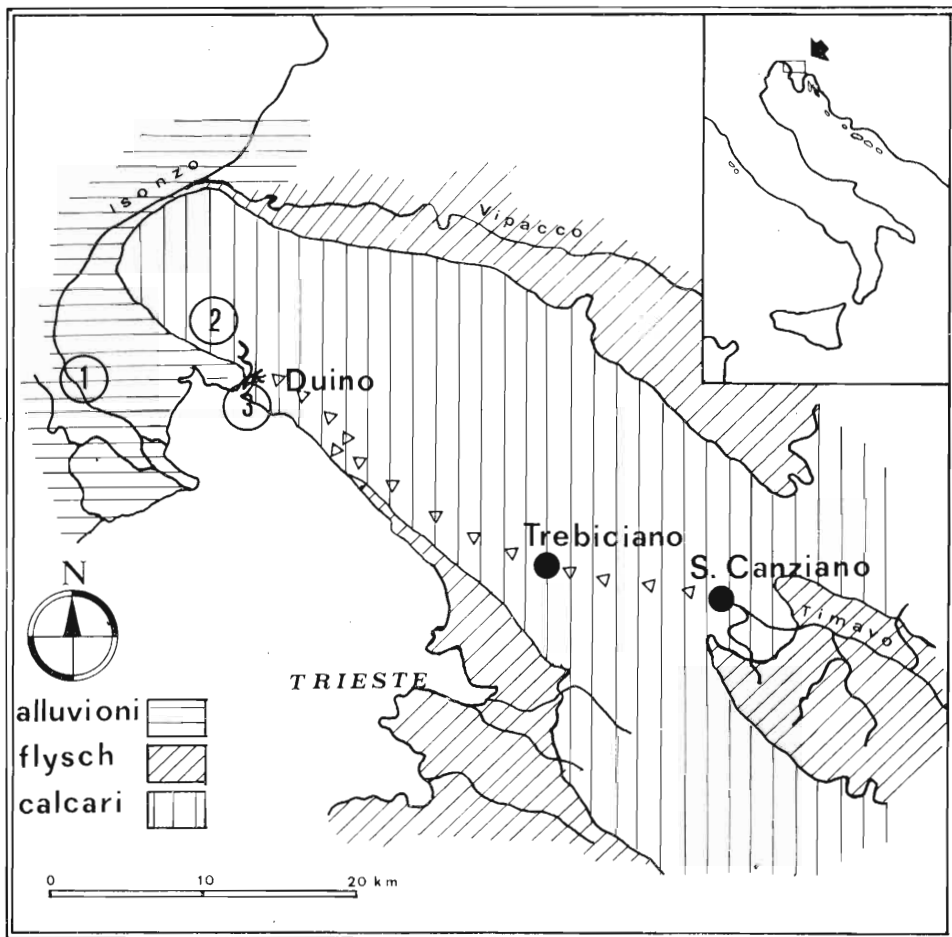 Isonzo
Vipacco
2
1
Duino
3
Trebiciano
S. Canziano
Timavo
N
TRIESTE
alluvioni
flysch
calcari
0 10 20 km